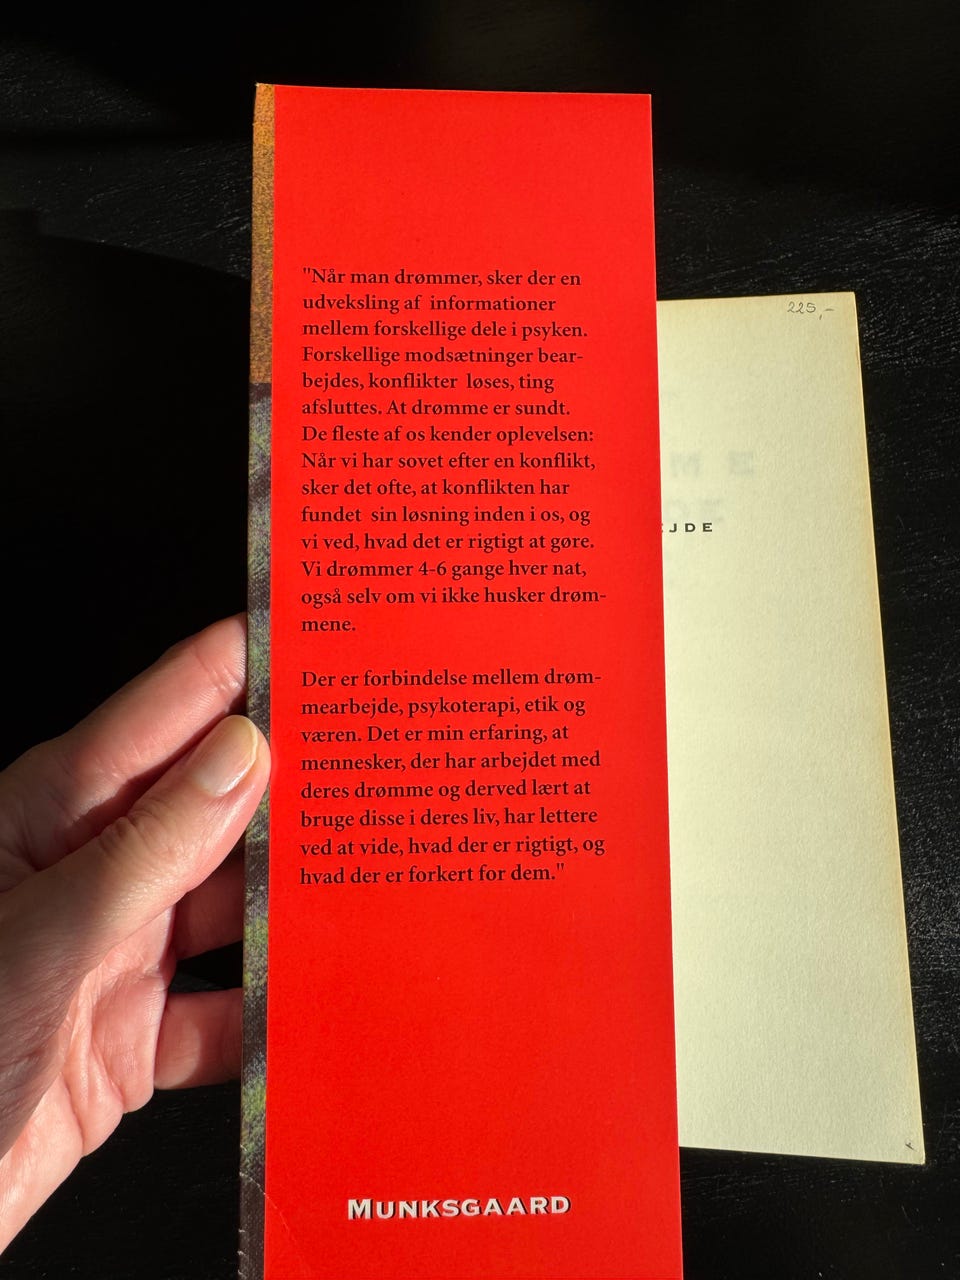 "Når man drømmer, sker der en
udveksling af informationer
mellem forskellige dele i psyken.
Forskellige modsætninger bear-
bejdes, konflikter løses, ting
afsluttes. At drømme er sundt.
De fleste af os kender oplevelsen:
Når vi har sovet efter en konflikt,
sker det ofte, at konflikten har
fundet sin løsning inden i os, og
vi ved, hvad det er rigtigt at gøre.
Vi drømmer 4-6 gange hver nat,
også selv om vi ikke husker drøm-
mene.
Der er forbindelse mellem drøm-
mearbejde, psykoterapi, etik og
væren. Det er min erfaring, at
mennesker, der har arbejdet med
deres drømme og derved lært at
bruge disse i deres liv, har lettere
ved at vide, hvad der er rigtigt, og
hvad der er forkert for dem."
MUNKSGAARD
225,-
JDE